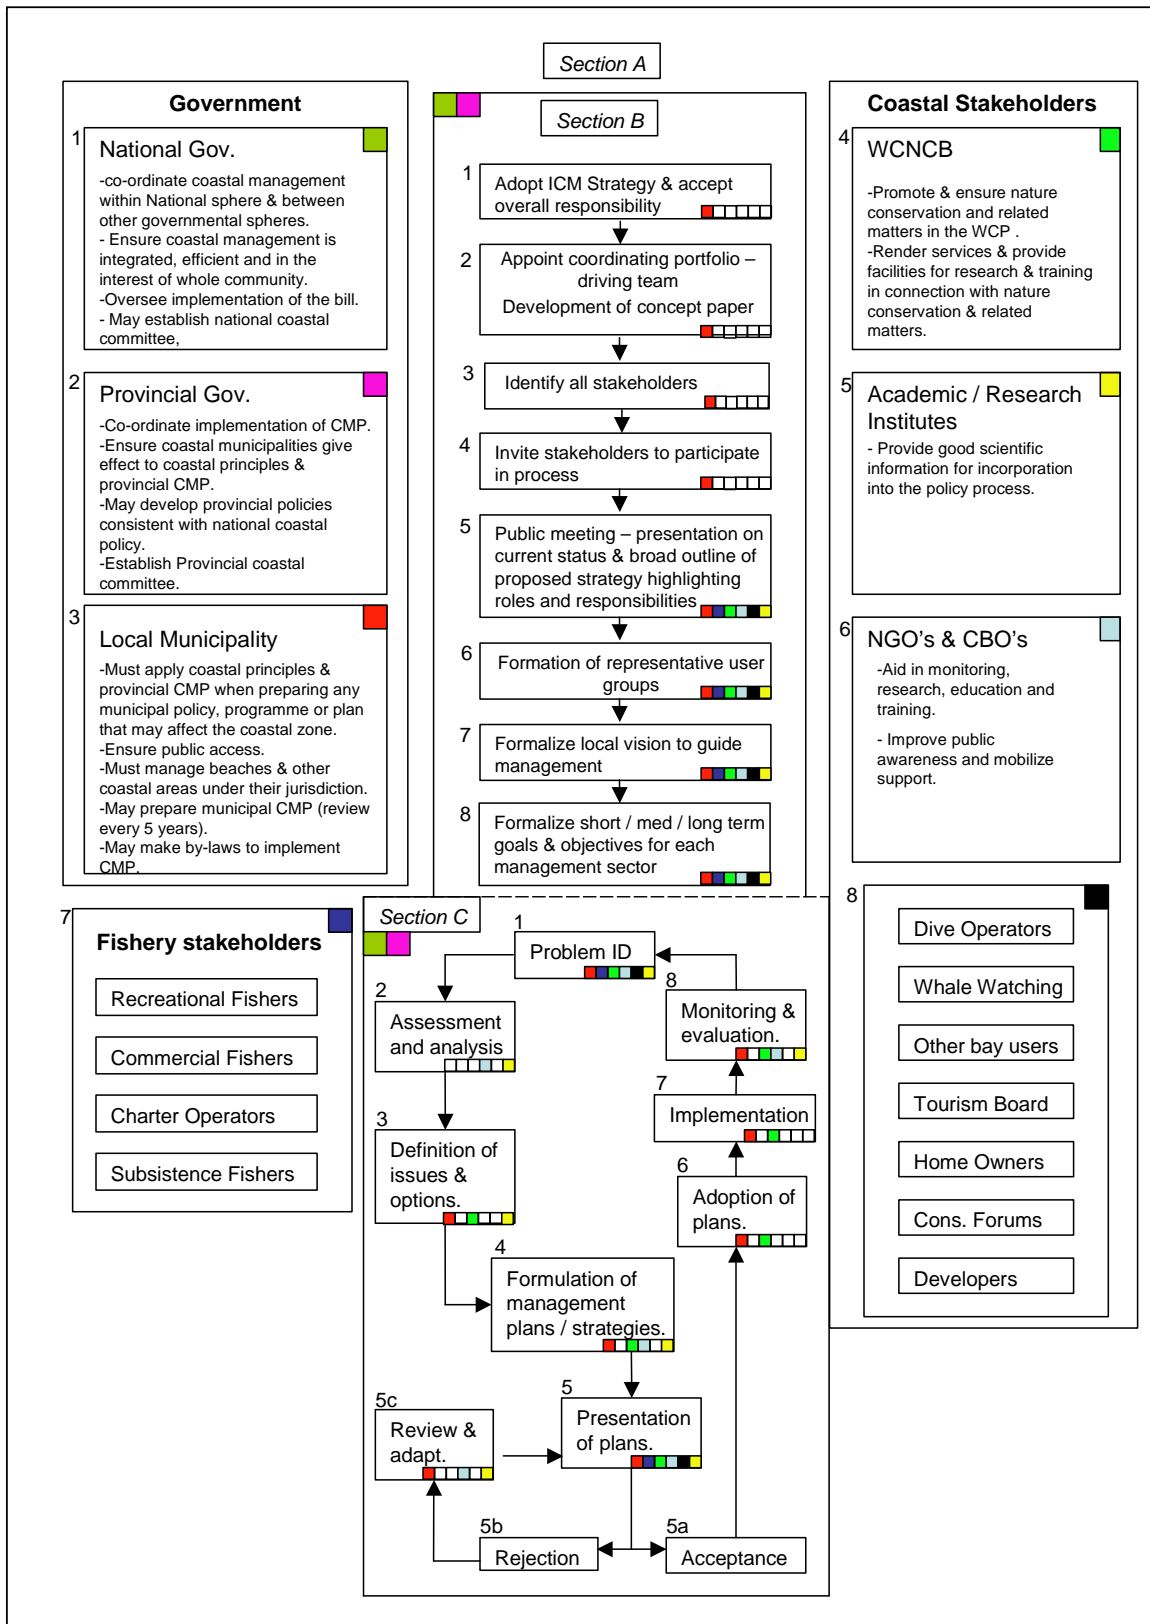 Section A
Government
1
National Gov.
-co-ordinate coastal management
within National sphere & between
other governmental spheres.
- Ensure coastal management is
integrated, efficient and in the
interest of whole community.
-Oversee implementation of the bill.
- May establish national coastal
committee,
2
Provincial Gov.
-Co-ordinate implementation of CMP.
-Ensure coastal municipalities give
effect to coastal principles &
provincial CMP.
-May develop provincial policies
consistent with national coastal
policy.
-Establish Provincial coastal
committee.
3
Local Municipality
-Must apply coastal principles &
provincial CMP when preparing any
municipal policy, programme or plan
that may affect the coastal zone.
-Ensure public access.
-Must manage beaches & other
coastal areas under their jurisdiction.
-May prepare municipal CMP (review
every 5 years).
-May make by-laws to implement
CMP.
Section B
1
Adopt ICM Strategy & accept
overall responsibility
2
Appoint coordinating portfolio –
driving team
Development of concept paper
3
Identify all stakeholders
4
Invite stakeholders to participate
in process
5
Public meeting – presentation on
current status & broad outline of
proposed strategy highlighting
roles and responsibilities
6
Formation of representative user
groups
7
Formalize local vision to guide
management
8
Formalize short / med / long term
goals & objectives for each
management sector
Coastal Stakeholders
4
WCNCB
-Promote & ensure nature
conservation and related
matters in the WCP .
-Render services & provide
facilities for research & training
in connection with nature
conservation & related
matters.
5
Academic / Research
Institutes
- Provide good scientific
information for incorporation
into the policy process.
6
NGO's & CBO's
-Aid in monitoring,
research, education and
training.
- Improve public
awareness and mobilize
support.
7
Fishery stakeholders
Recreational Fishers
Commercial Fishers
Charter Operators
Subsistence Fishers
Section C
1
Problem ID
2
Assessment
and analysis
3
Definition of
issues &
options.
4
Formulation of
management
plans / strategies.
5
Presentation
of plans.
5c
Review &
adapt.
5b
Rejection
5a
Acceptance
6
Adoption of
plans.
7
Implementation
8
Monitoring &
evaluation.
8
Dive Operators
Whale Watching
Other bay users
Tourism Board
Home Owners
Cons. Forums
Developers